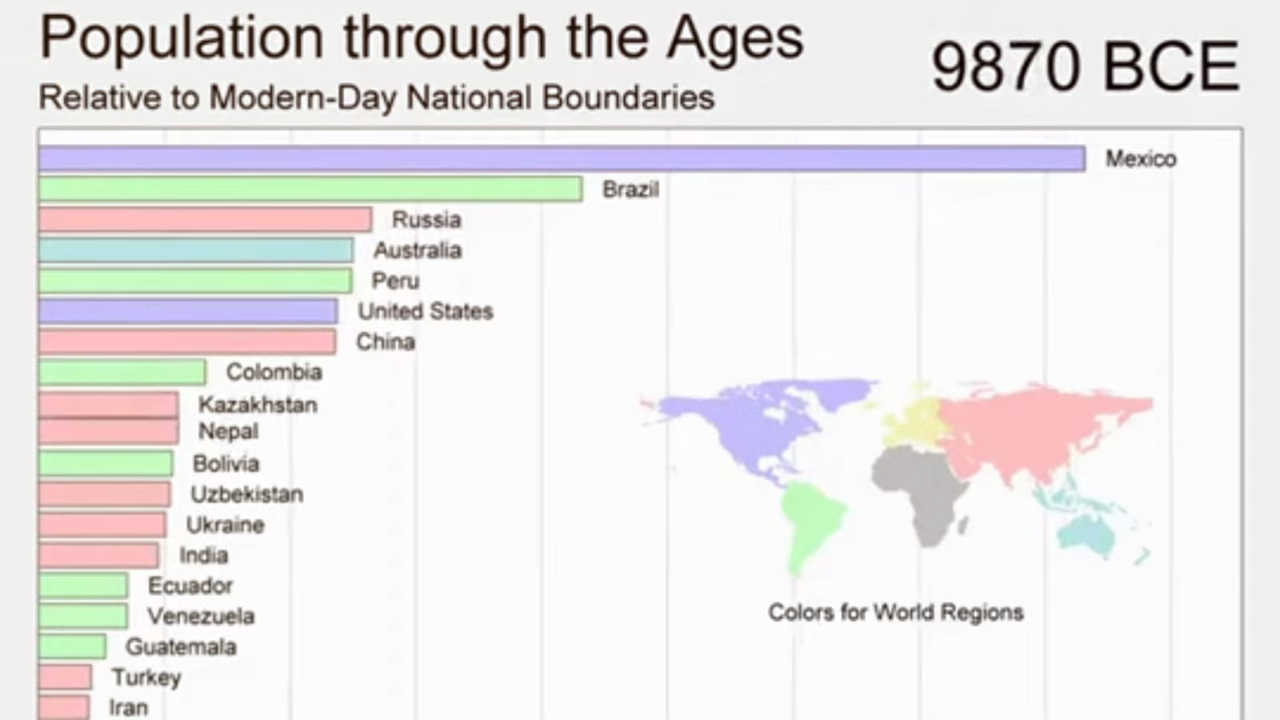 Population through the Ages
9870 BCE
Relative to Modern-Day National Boundaries
Mexico
Brazil
Russia
Australia
Peru
United States
China
Colombia
Kazakhstan
Nepal
Bolivia
Uzbekistan
Ukraine
India
Ecuador
Venezuela
Guatemala
Turkey
Iran
Colors for World Regions